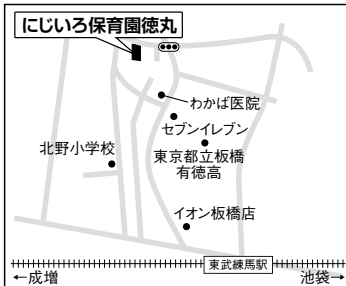 にじいろ保育園徳丸
わかば医院
セブンイレブン
北野小学校
東京都立板橋
有徳高
イオン板橋店
東武練馬駅
←成増
池袋→